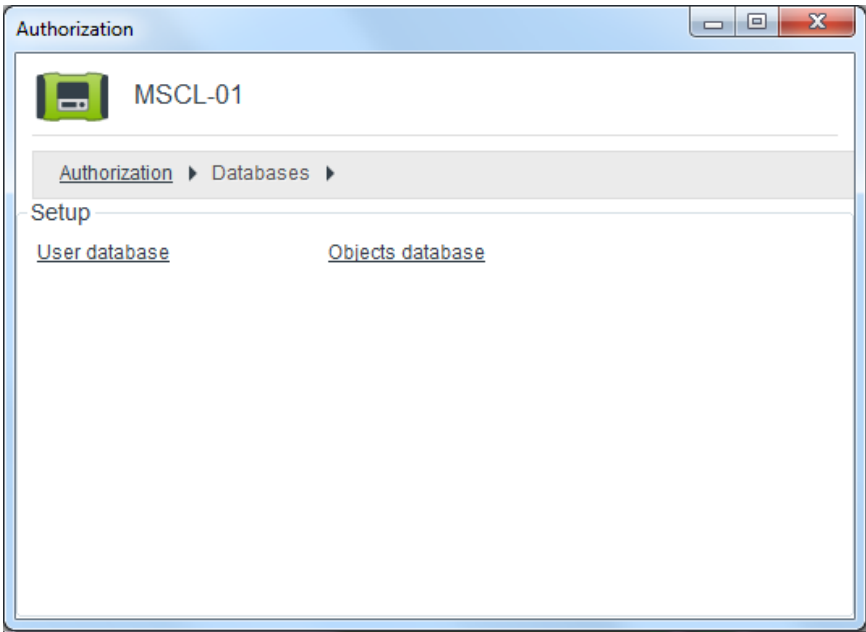 Authorization
MSCL-01
Authorization Databases
Setup
User database Objects database